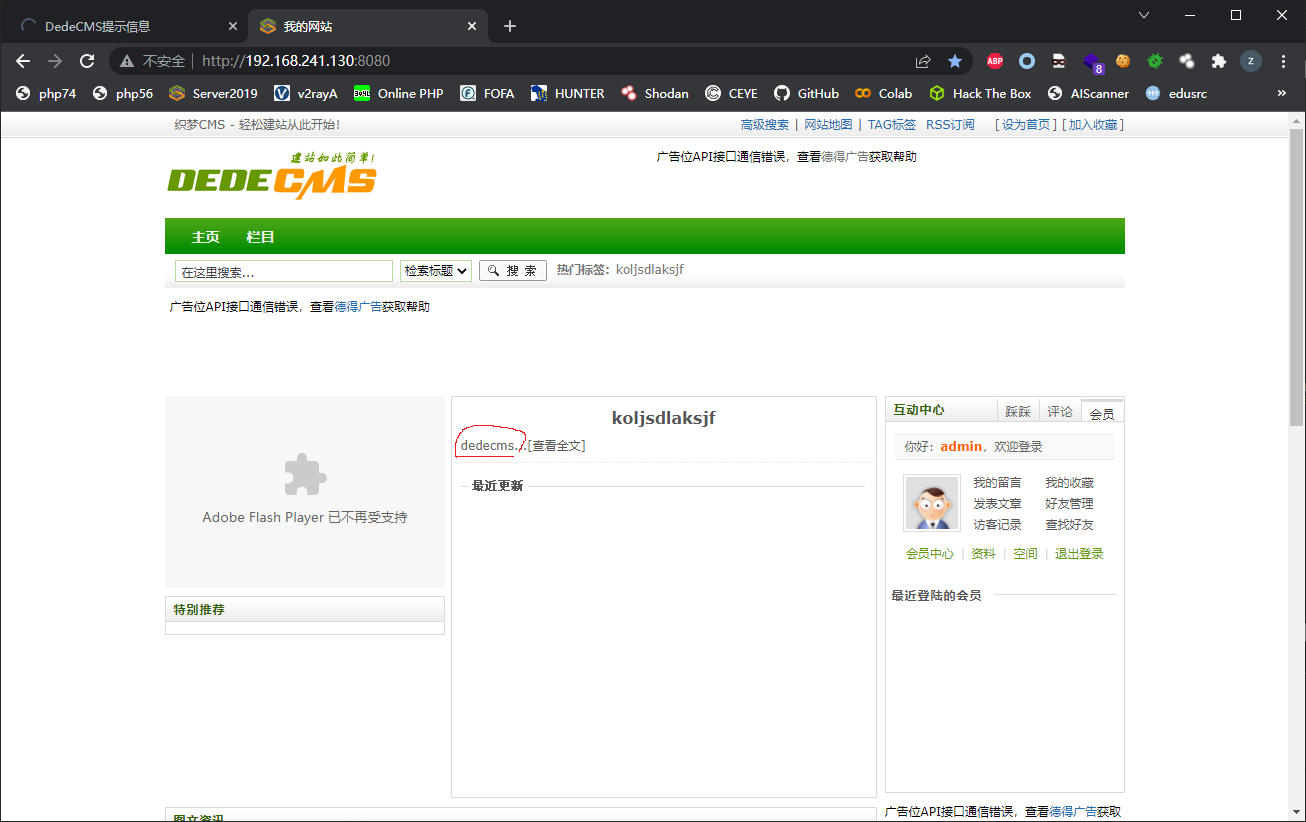 DedeCMS提示信息
我的网站
不安全 | http://192.168.241.130:8080
ABP
8
z
php74 php56 Server2019 v2rayA Online PHP FOFA HUNTER Shodan CEYE GitHub Colab Hack The Box AIScanner edusrc »
织梦CMS - 轻松建站从此开始!
高级搜索 | 网站地图 | TAG标签 RSS订阅 [ 设为首页 ] [ 加入收藏 ]
建站如此简单!
DEDECMS
广告位API接口通信错误，查看德得广告获取帮助
主页 栏目
在这里搜索... 检索标题 搜 索 热门标签: koljsdlaksjf
广告位API接口通信错误，查看德得广告获取帮助
Adobe Flash Player 已不再受支持
特别推荐
koljsdlaksjf
dedecms...[查看全文]
最近更新
互动中心 踩踩 评论 会员
你好：admin，欢迎登录
我的留言 我的收藏
发表文章 好友管理
访客记录 查找好友
会员中心 | 资料 | 空间 | 退出登录
最近登陆的会员
图文资讯
广告位API接口通信错误，查看德得广告获取